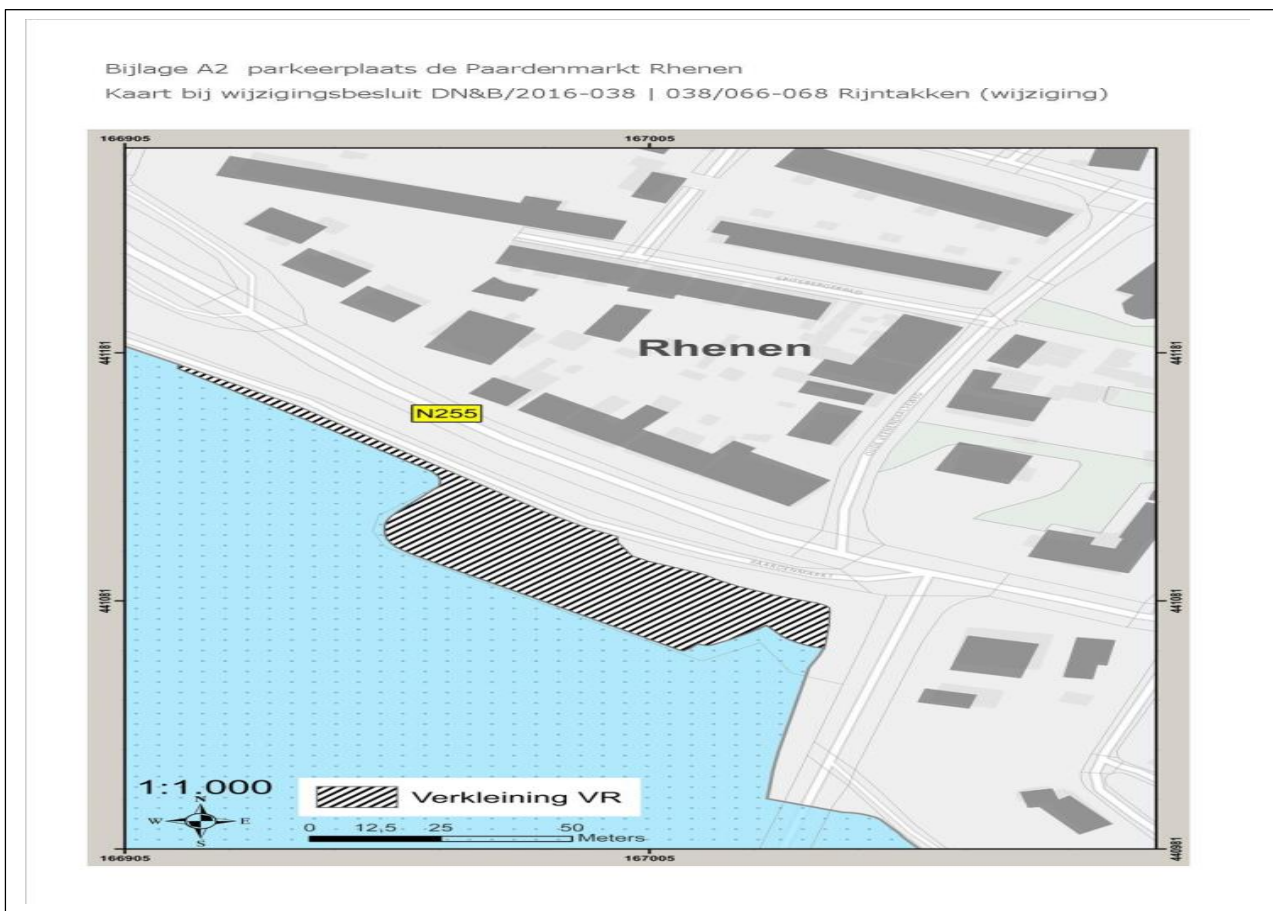 Bijlage A2 parkeerplaats de Paardenmarkt Rhenen
Kaart bij wijzigingsbesluit DN&B/2016-038 | 038/066-068 Rijntakken (wijziging)
166905
167005
441181
441181
Rhenen
N255
PAARDENMARKT
441081
441081
1:1.000
N
W
E
S
Verkleining VR
0 12,5 25 50
Meters
166905
167005
440981